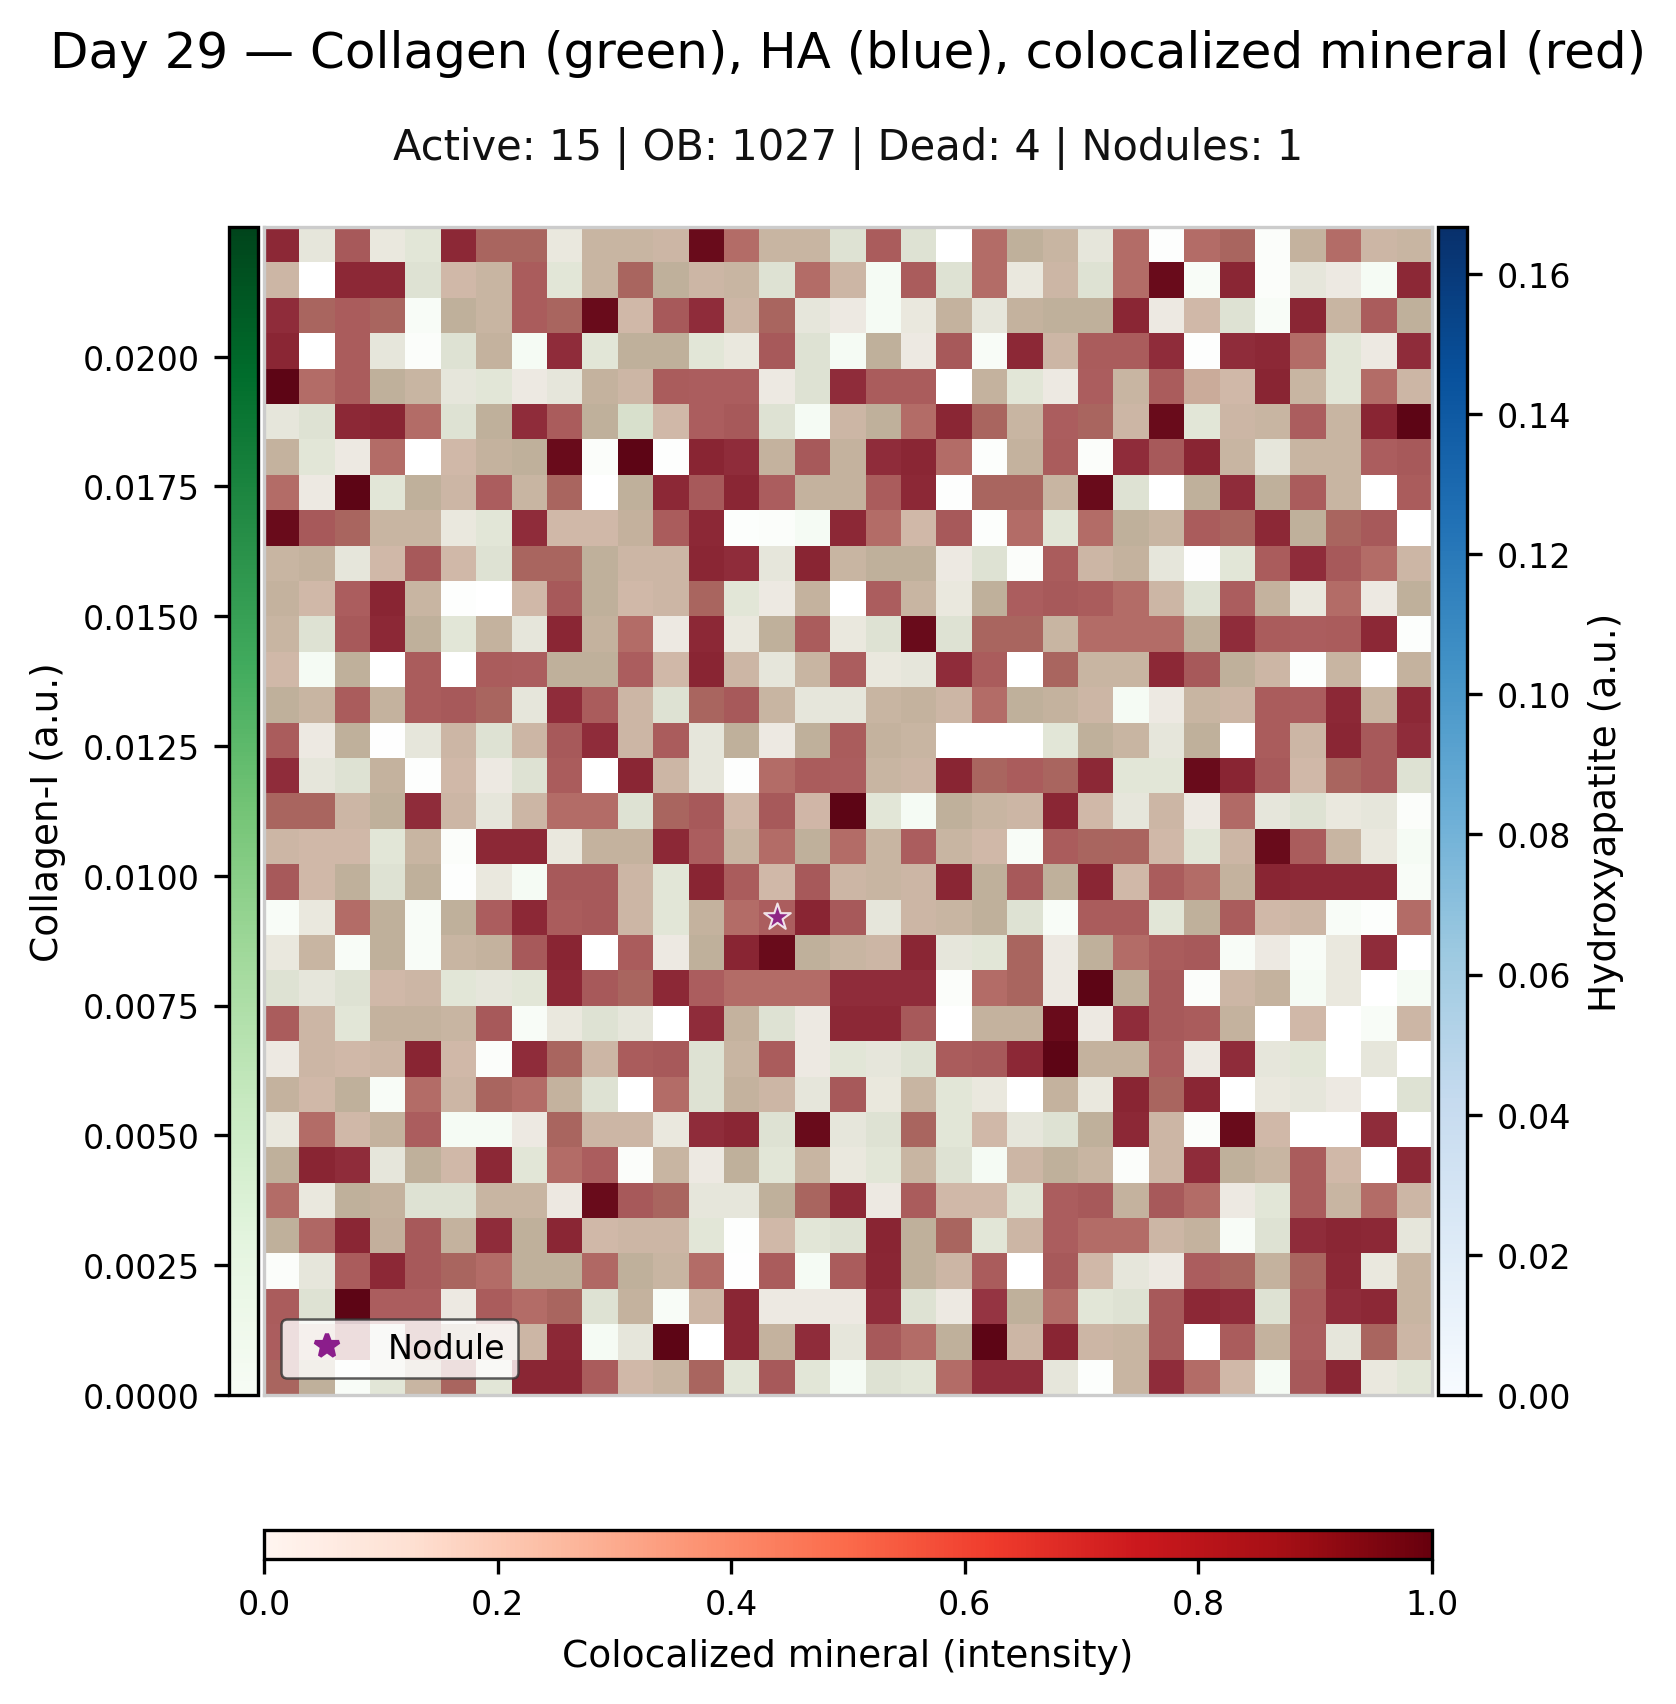 Day 29 — Collagen (green), HA (blue), colocalized mineral (red)
Active: 15 | OB: 1027 | Dead: 4 | Nodules: 1
Collagen-I (a.u.)
0.0200
0.0175
0.0150
0.0125
0.0100
0.0075
0.0050
0.0025
0.0000
Nodule
0.16
0.14
0.12
0.10
0.08
0.06
0.04
0.02
0.00
Hydroxyapatite (a.u.)
0.0 0.2 0.4 0.6 0.8 1.0
Colocalized mineral (intensity)